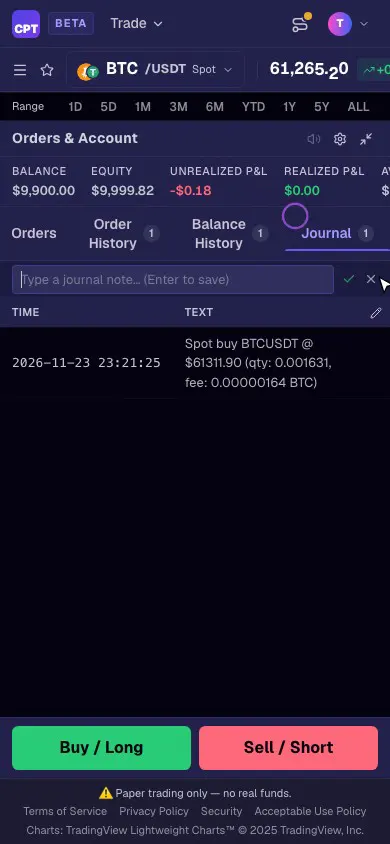 CPT BETA Trade T
BTC /USDT Spot 61,265.20 +0
Range 1D 5D 1M 3M 6M YTD 1Y 5Y ALL
Orders & Account
BALANCE EQUITY UNREALIZED P&L REALIZED P&L
$9,900.00 $9,999.82 -$0.18 $0.00 $
Orders Order History 1 Balance History 1 Journal 1
Type a journal note... (Enter to save)
TIME TEXT
2026-11-23 23:21:25 Spot buy BTCUSDT @
$61311.90 (qty: 0.001631,
fee: 0.00000164 BTC)
Buy / Long Sell / Short
⚠️ Paper trading only — no real funds.
Terms of Service Privacy Policy Security Acceptable Use Policy
Charts: TradingView Lightweight Charts™ © 2025 TradingView, Inc.